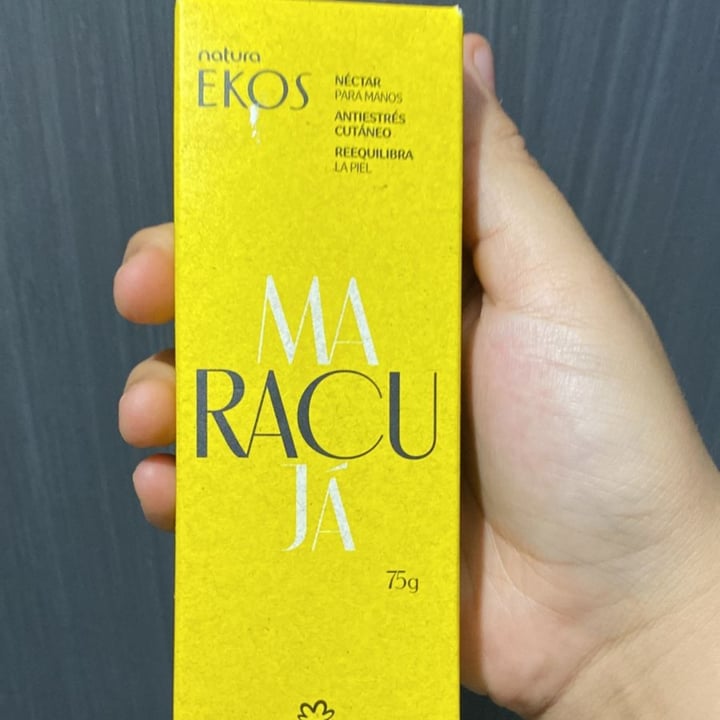 natura
EKOS
NÉCTAR
PARA MANOS
ANTIESTRÉS
CUTÁNEO
REEQUILIBRA
LA PIEL
MA
RACU
JÁ
75g